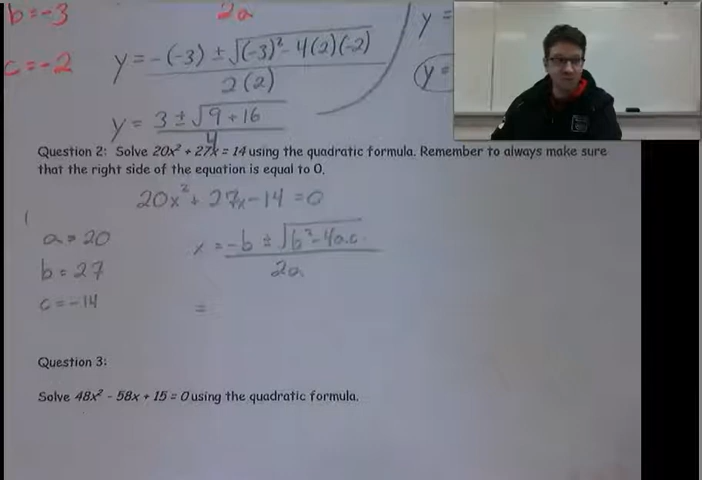 b = -3
2a
c = -2
y = -(-3) ± √(-3)² - 4(2)(-2)
2(2)
y =
y =
y = 3 ± √9 + 16
4
Question 2: Solve 20x² + 27x = 14 using the quadratic formula. Remember to always make sure
that the right side of the equation is equal to 0.
20x² + 27x - 14 = 0
a = 20
b = 27
c = -14
x = -b ± √b² - 4a.c.
2a
=
Question 3:
Solve 48x² - 58x + 15 = 0 using the quadratic formula.